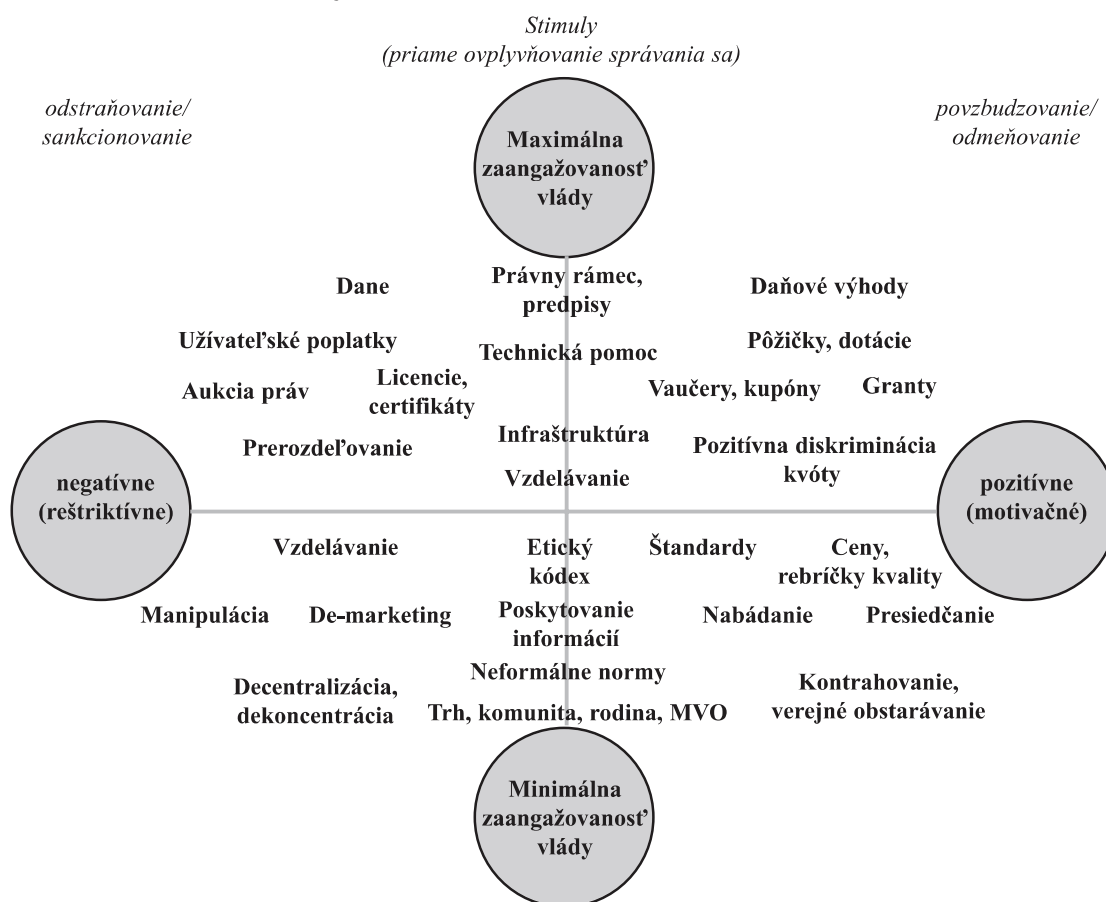 Stimuly
(priame ovplyvňovanie správania sa)
odstraňovanie/
sankcionovanie
povzbudzovanie/
odmeňovanie
Maximálna
zaangažovanosť
vlády
Právny rámec,
predpisy
Dane
Daňové výhody
Užívateľské poplatky
Technická pomoc
Pôžičky, dotácie
Aukcia práv
Licencie,
certifikáty
Vaučery, kupóny
Granty
Prerozdeľovanie
Infraštruktúra
Pozitívna diskriminácia
kvóty
Vzdelávanie
negatívne
(reštriktívne)
pozitívne
(motivačné)
Vzdelávanie
Etický
kódex
Štandardy
Ceny,
rebríčky kvality
Manipulácia
De-marketing
Poskytovanie
informácií
Nabádanie
Presiedčanie
Neformálne normy
Decentralizácia,
dekoncentrácia
Kontrahovanie,
verejné obstarávanie
Trh, komunita, rodina, MVO
Minimálna
zaangažovanosť
vlády